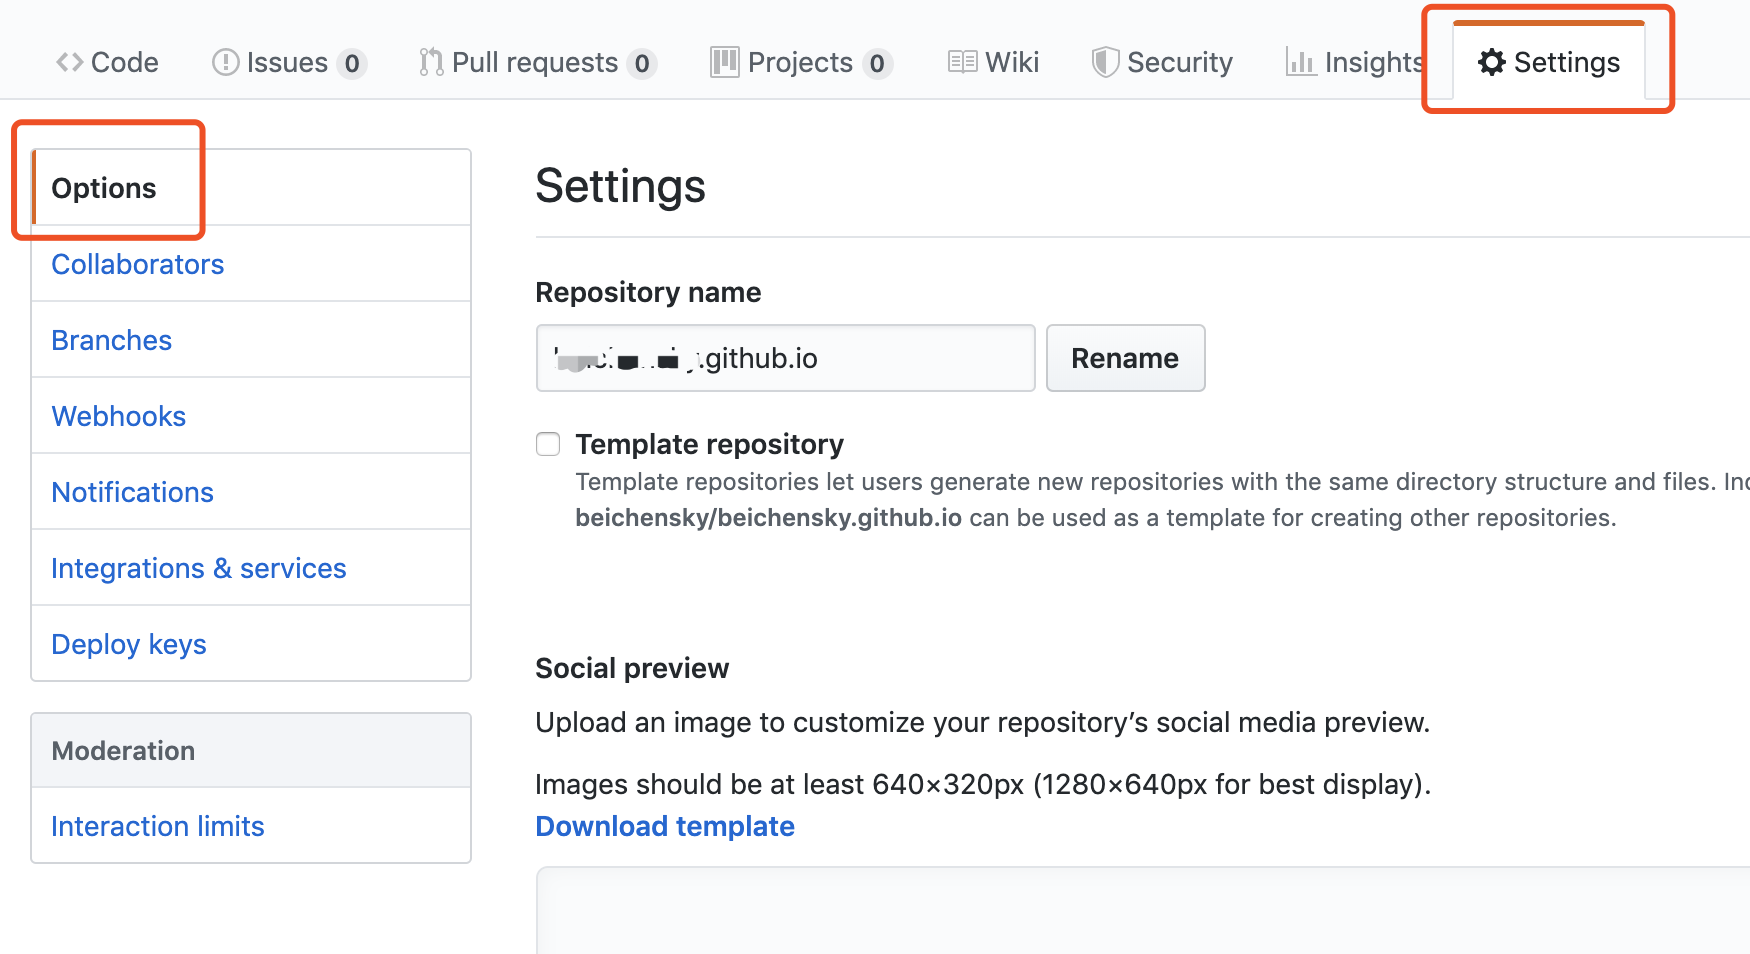 Code Issues 0 Pull requests 0 Projects 0 Wiki Security Insights Settings
Options
Collaborators
Branches
Webhooks
Notifications
Integrations & services
Deploy keys
Moderation
Interaction limits
Settings
Repository name
.github.io Rename
Template repository
Template repositories let users generate new repositories with the same directory structure and files.
beichensky/beichensky.github.io can be used as a template for creating other repositories.
Social preview
Upload an image to customize your repository’s social media preview.
Images should be at least 640×320px (1280×640px for best display).
Download template